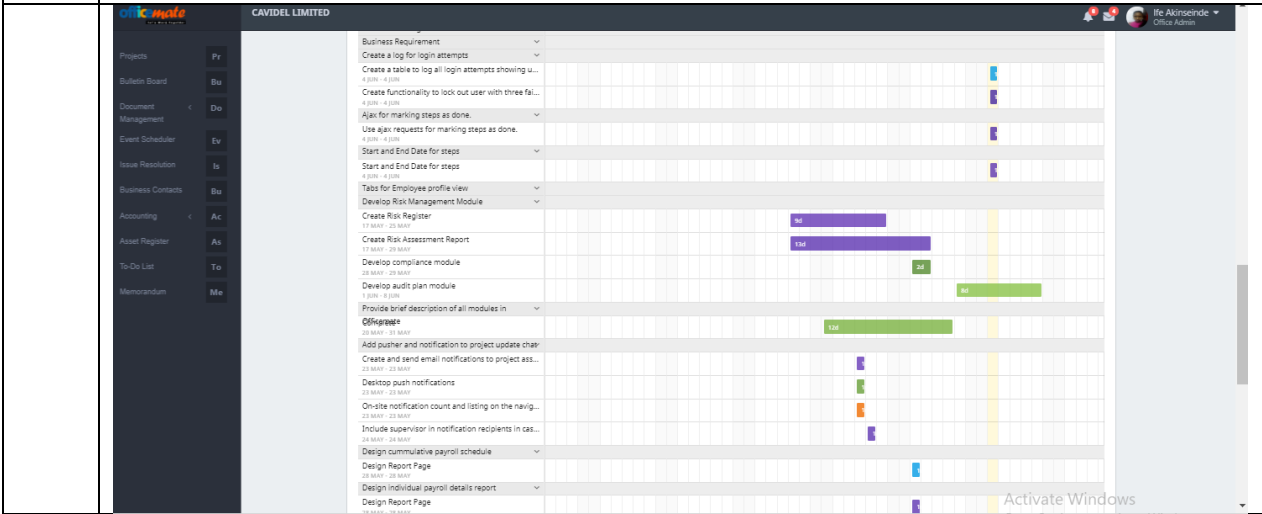 officemate
CAVIDEL LIMITED
Ife Akinseinde
Office Admin
Projects Pr
Bulletin Board Bu
Document Management Do
Event Scheduler Ev
Issue Resolution Is
Business Contacts Bu
Accounting Ac
Asset Register As
To-Do List To
Memorandum Me
Business Requirement
Create a log for login attempts
Create a table to log all login attempts showing u...
4 JUN - 4 JUN
Create functionality to lock out user with three fai...
4 JUN - 4 JUN
Ajax for marking steps as done.
Use ajax requests for marking steps as done.
4 JUN - 4 JUN
Start and End Date for steps
Start and End Date for steps
4 JUN - 4 JUN
Tabs for Employee profile view
Develop Risk Management Module
Create Risk Register
17 MAY - 25 MAY
9d
Create Risk Assessment Report
17 MAY - 29 MAY
13d
Develop compliance module
28 MAY - 29 MAY
2d
Develop audit plan module
1 JUN - 8 JUN
8d
Provide brief description of all modules in
Officemate
Complete
20 MAY - 31 MAY
12d
Add pusher and notification to project update chat
Create and send email notifications to project ass...
23 MAY - 23 MAY
Desktop push notifications
23 MAY - 23 MAY
On-site notification count and listing on the navig...
23 MAY - 23 MAY
Include supervisor in notification recipients in cas...
24 MAY - 24 MAY
Design cummulative payroll schedule
Design Report Page
28 MAY - 28 MAY
Design individual payroll details report
Design Report Page
28 MAY - 28 MAY
Activate Windows